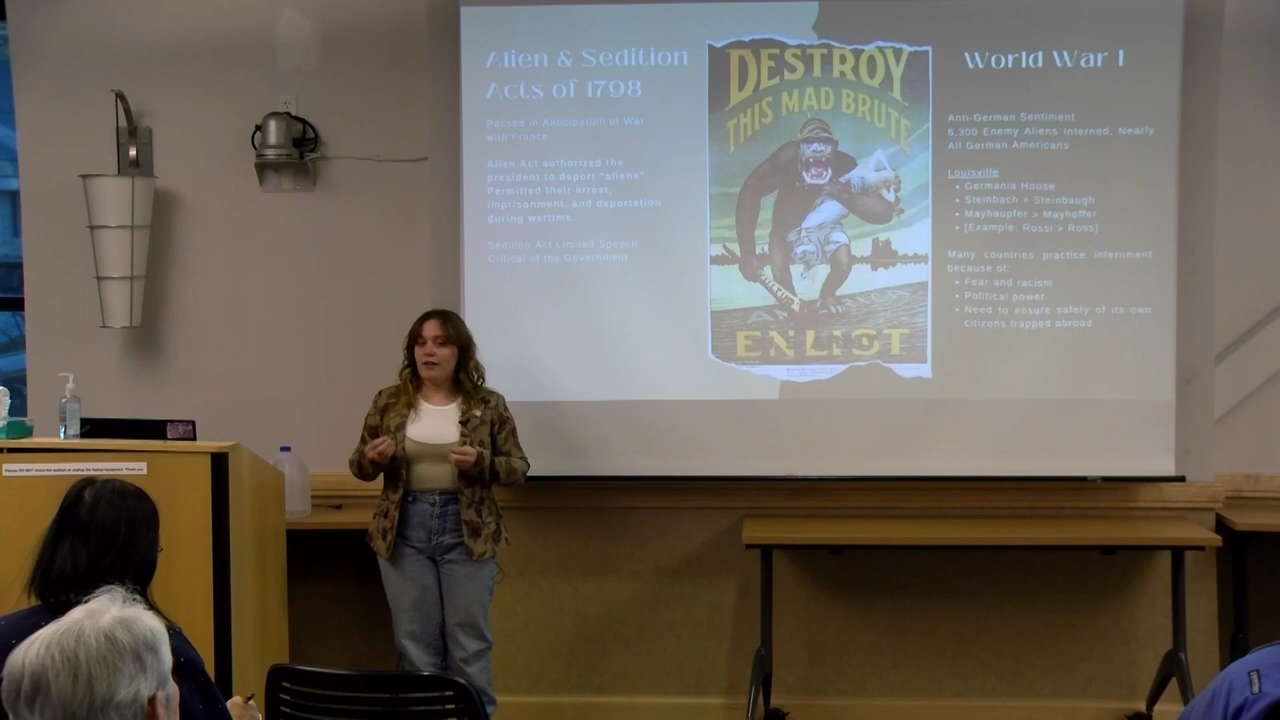 Alien & Sedition
Acts of 1798
Passed in Anticipation of War
with France
Alien Act authorized the
president to deport "aliens"
Permitted their arrest,
imprisonment, and deportation
during wartime.
Sedition Act Limited Speech
Critical of the Government
DESTROY
THIS MAD BRUTE
AMERICA
ENLIST
World War I
Anti-German Sentiment
6,300 Enemy Aliens Interned, Nearly
All German Americans
Louisville
• Germania House
• Steinbach > Steinbaugh
• Mayhaupfer > Mayhoffer
• [Example: Rossi > Ross]
Many countries practice internment
because of:
• Fear and racism
• Political power
• Need to ensure safety of its own
citizens trapped abroad